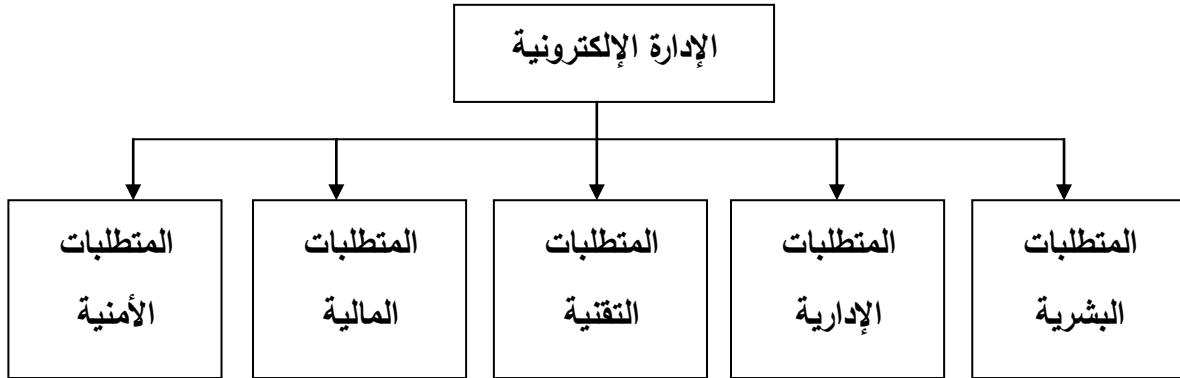 الإدارة الإلكترونية
المتطلبات
البشرية
المتطلبات
الإدارية
المتطلبات
التقنية
المتطلبات
المالية
المتطلبات
الأمنية